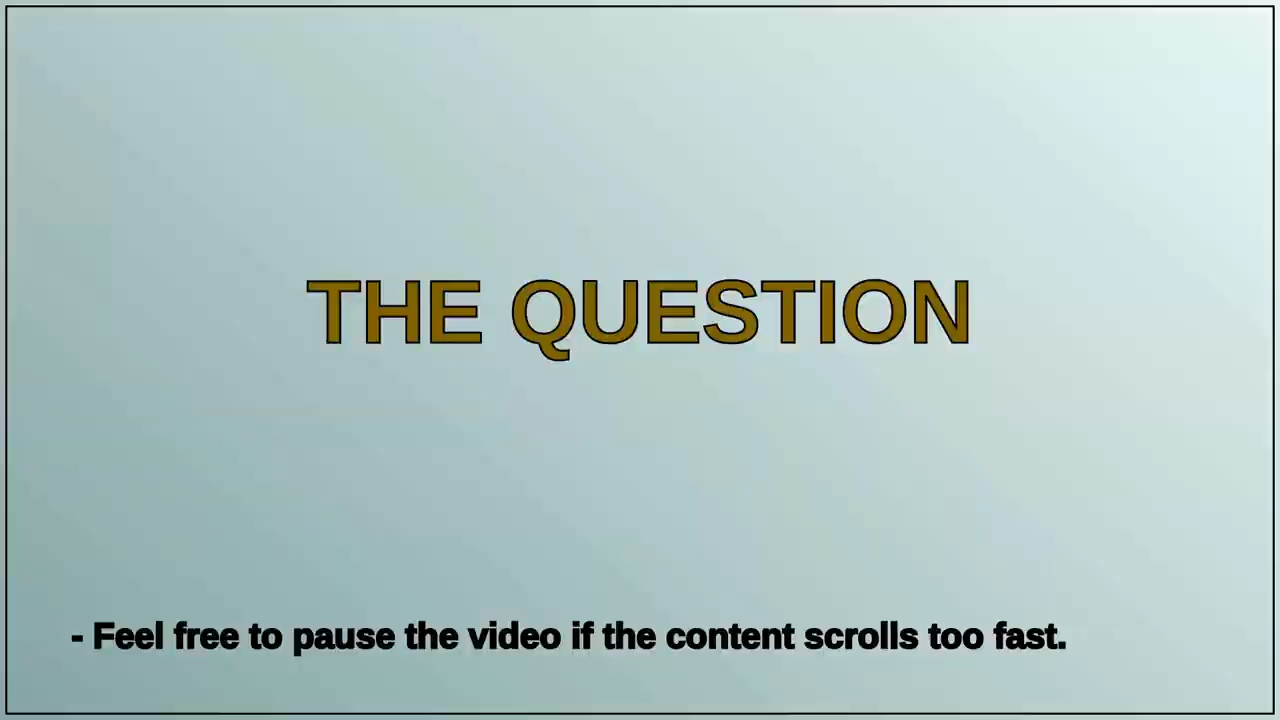 THE QUESTION
- Feel free to pause the video if the content scrolls too fast.